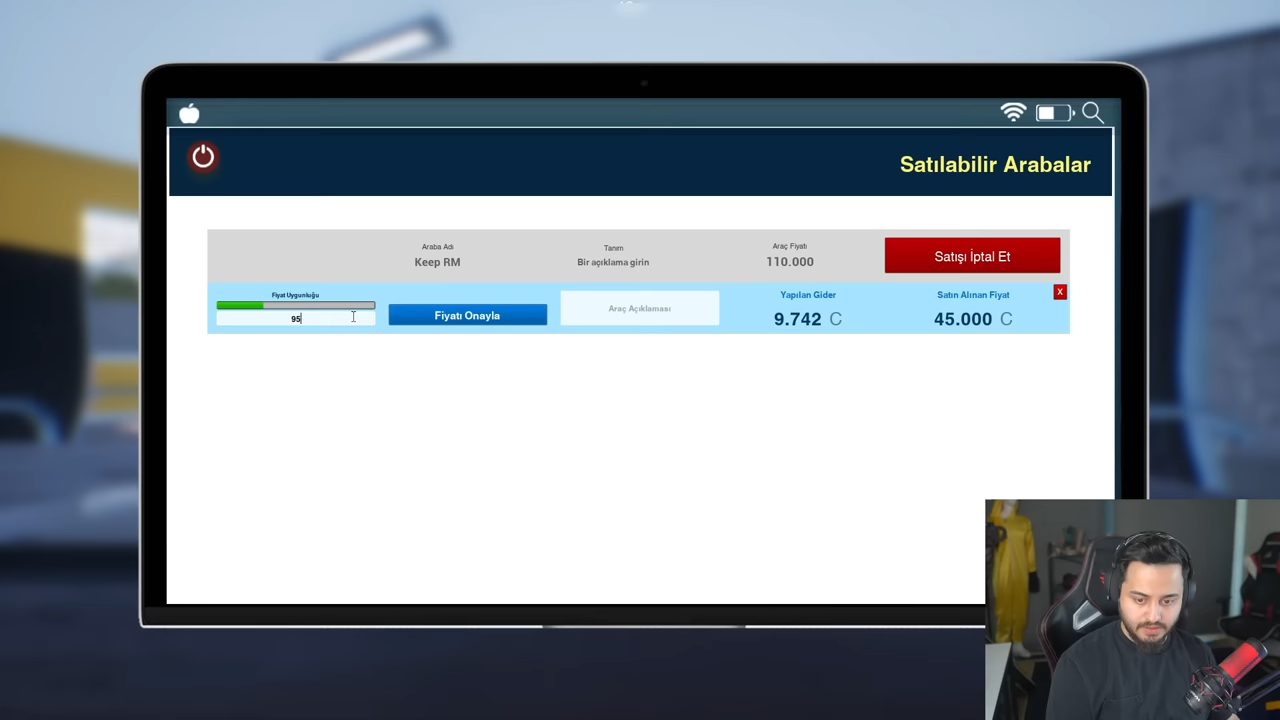 Satılabilir Arabalar
Araba Adı
Keep RM
Tanım
Bir açıklama girin
Araç Fiyatı
110.000
Satışı İptal Et
Fiyat Uygunluğu
95
Fiyatı Onayla
Araç Açıklaması
Yapılan Gider
9.742 C
Satın Alınan Fiyat
45.000 C
X